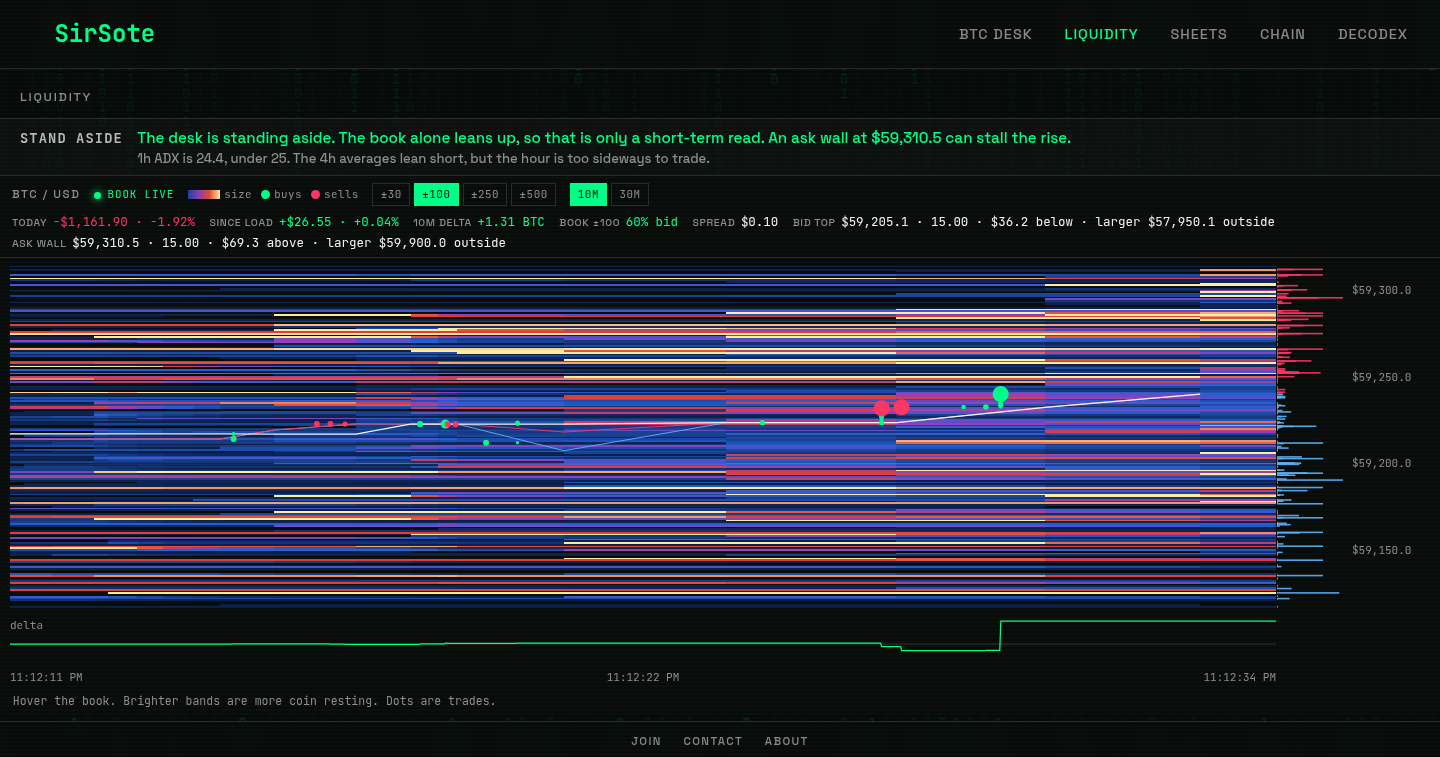 SirSote
BTC DESK LIQUIDITY SHEETS CHAIN DECODEX
LIQUIDITY
STAND ASIDE The desk is standing aside. The book alone leans up, so that is only a short-term read. An ask wall at $59,310.5 can stall the rise.
1h ADX is 24.4, under 25. The 4h averages lean short, but the hour is too sideways to trade.
BTC / USD BOOK LIVE size buys sells ±30 ±100 ±250 ±500 10M 30M
TODAY -$1,161.90 · -1.92% SINCE LOAD +$26.55 · +0.04% 10M DELTA +1.31 BTC BOOK ±100 60% bid SPREAD $0.10 BID TOP $59,205.1 · 15.00 · $36.2 below · larger $57,950.1 outside
ASK WALL $59,310.5 · 15.00 · $69.3 above · larger $59,900.0 outside
$59,300.0
$59,250.0
$59,200.0
$59,150.0
delta
11:12:11 PM 11:12:22 PM 11:12:34 PM
Hover the book. Brighter bands are more coin resting. Dots are trades.
JOIN CONTACT ABOUT